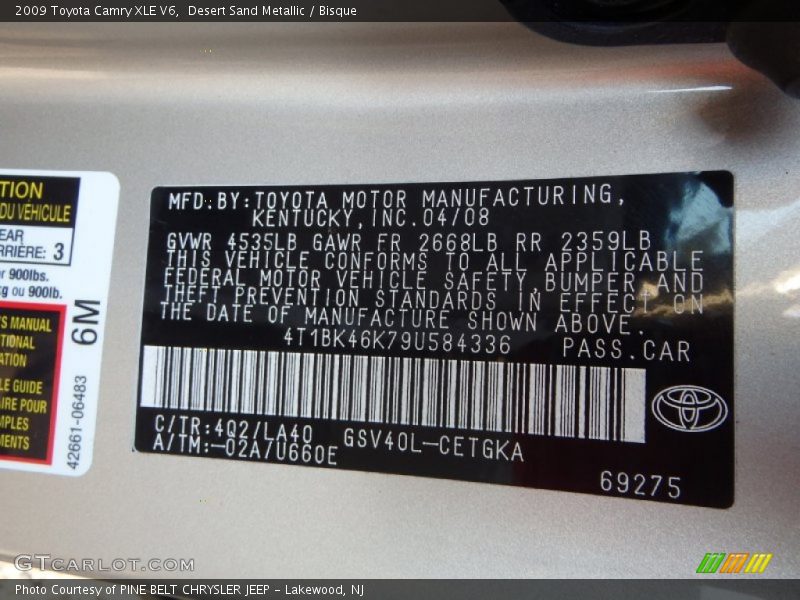 2009 Toyota Camry XLE V6, Desert Sand Metallic / Bisque
TION
DU VEHICULE
EAR
ARRIÈRE: 3
or 900lbs.
kg ou 900lb.
'S MANUAL
TIONAL
ATION
LE GUIDE
AIRE POUR
MPLES
MENTS
6M
42661-06483
MFD. BY: TOYOTA MOTOR MANUFACTURING,
KENTUCKY, INC. 04/08
GVWR 4535LB GAWR FR 2668LB RR 2359LB
THIS VEHICLE CONFORMS TO ALL APPLICABLE
FEDERAL MOTOR VEHICLE SAFETY, BUMPER AND
THEFT PREVENTION STANDARDS IN EFFECT ON
THE DATE OF MANUFACTURE SHOWN ABOVE.
4T1BK46K79U584336 PASS.CAR
C/TR:4Q2/LA40 GSV40L-CETGKA
A/TM:-02A/U660E
69275
GTCARLOT.COM
Photo Courtesy of PINE BELT CHRYSLER JEEP - Lakewood, NJ